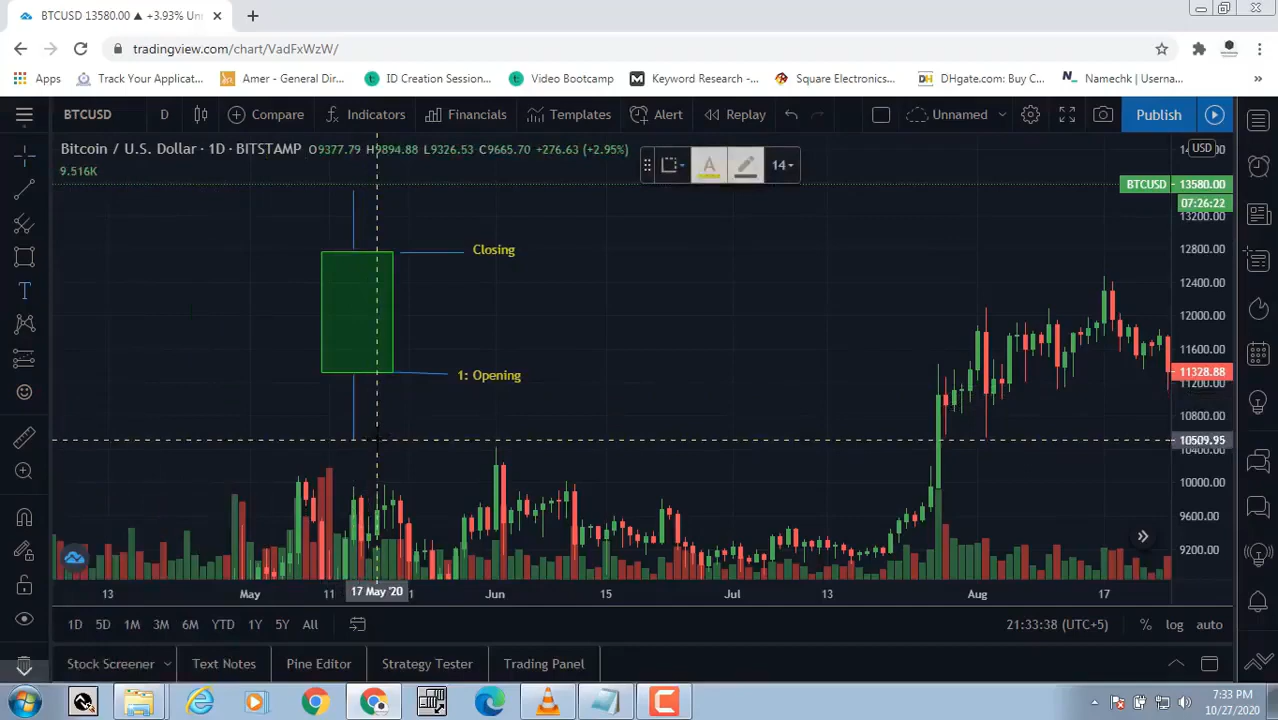 BTCUSD 13580.00 ▲ +3.93% Un
tradingview.com/chart/VadFxWzW/
Apps
Track Your Applicat...
Amer - General Dir...
ID Creation Session...
Video Bootcamp
Keyword Research -...
Square Electronics...
DHgate.com: Buy C...
Namechk | Userna...
BTCUSD D Compare Indicators Financials Templates Alert Replay Unnamed Publish
Bitcoin / U.S. Dollar · 1D · BITSTAMP O9377.79 H9894.88 L9326.53 C9665.70 +276.63 (+2.95%)
9.516K
14
USD
BTCUSD 13580.00
07:26:22
13200.00
12800.00
12400.00
12000.00
11600.00
11328.88
11200.00
10800.00
10509.95
10400.00
10000.00
9600.00
9200.00
Closing
1: Opening
13 May 11 17 May '20 1 Jun 15 Jul 13 Aug 17
1D 5D 1M 3M 6M YTD 1Y 5Y All
21:33:38 (UTC+5) % log auto
Stock Screener Text Notes Pine Editor Strategy Tester Trading Panel
7:33 PM
10/27/2020